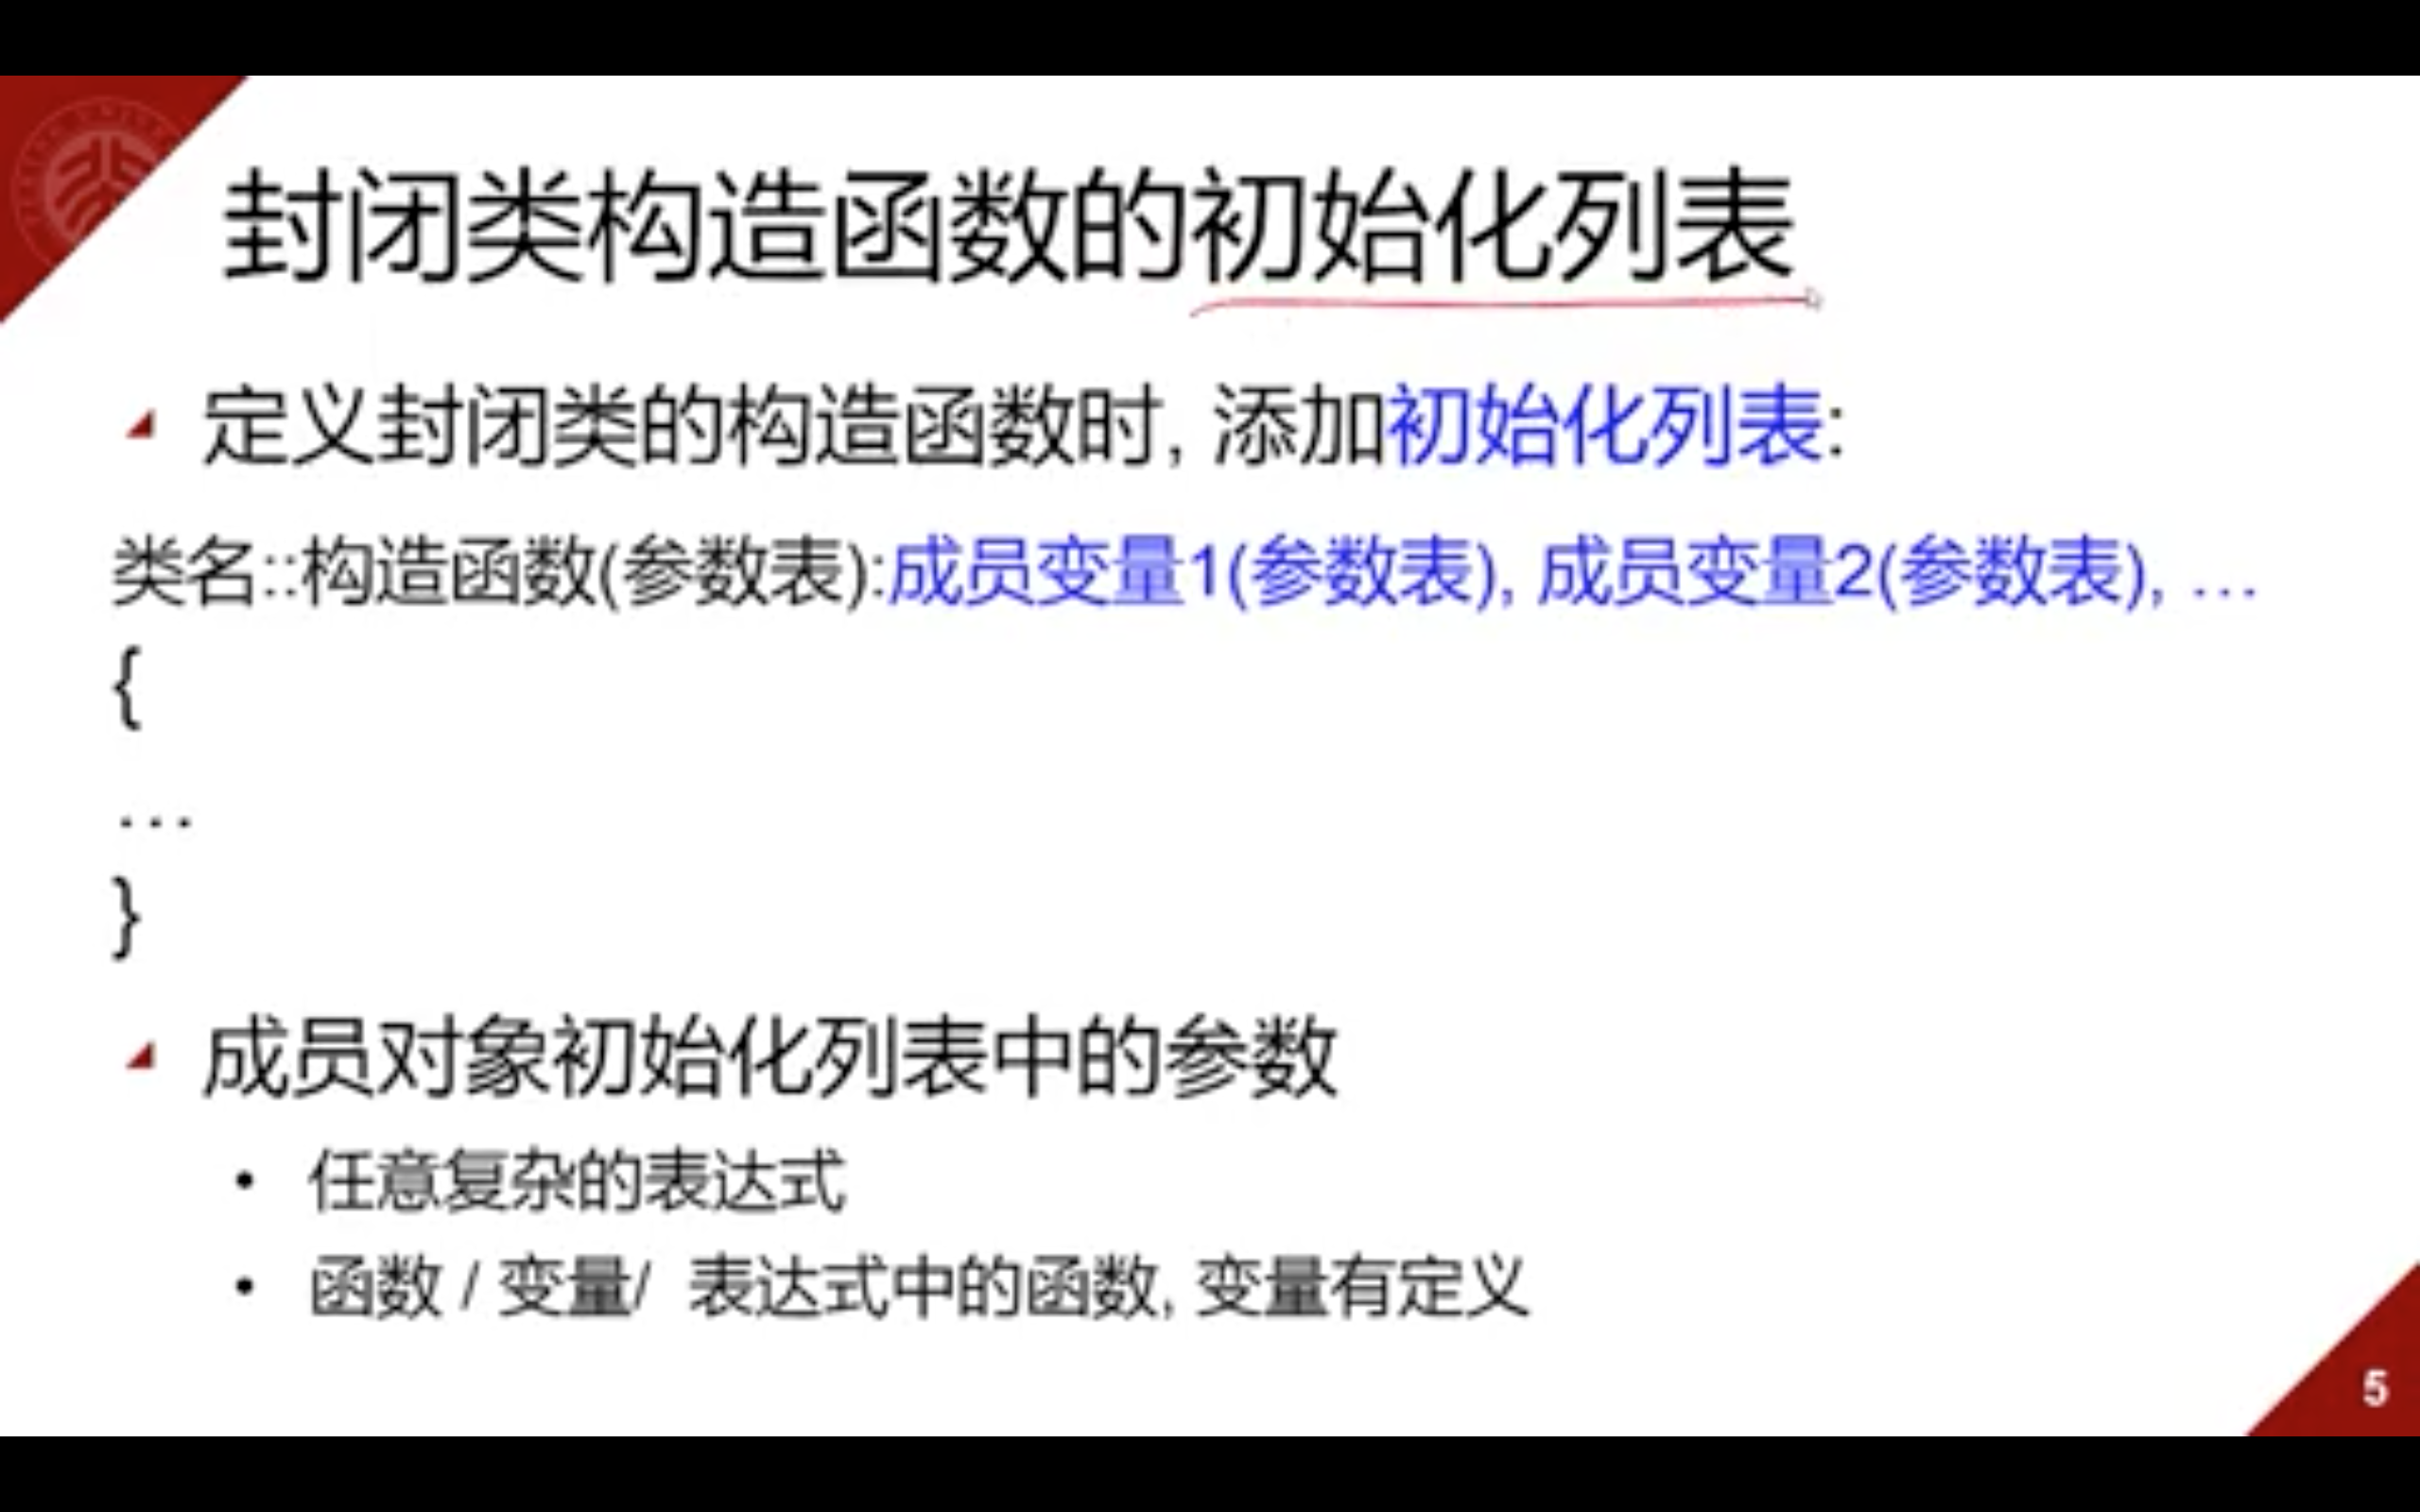 封闭类构造函数的初始化列表
定义封闭类的构造函数时, 添加初始化列表:
类名::构造函数(参数表):成员变量1(参数表), 成员变量2(参数表), …
{
…
}
成员对象初始化列表中的参数
• 任意复杂的表达式
• 函数 / 变量/ 表达式中的函数, 变量有定义
5